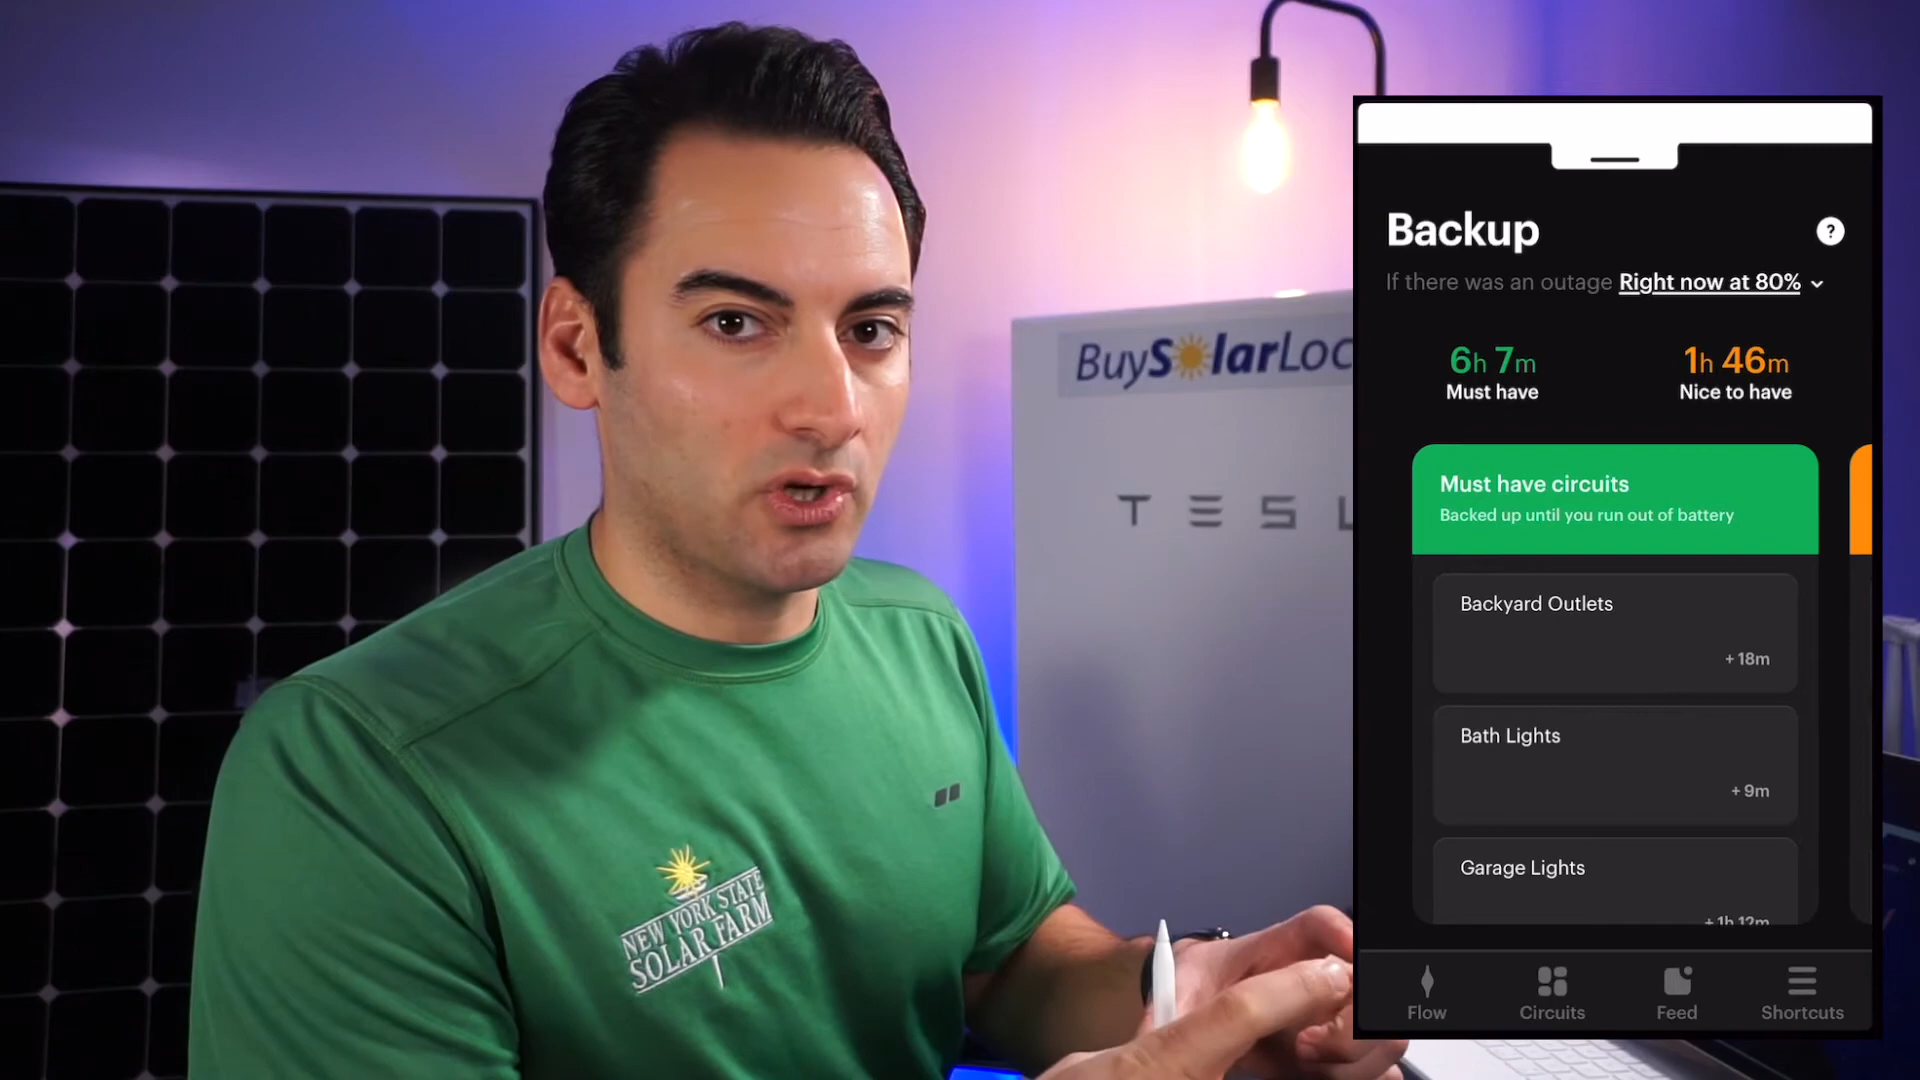 BuySolarLoc
TESL
NEW YORK STATE
SOLAR FARM
Backup
?
If there was an outage Right now at 80%
6h 7m
Must have
1h 46m
Nice to have
Must have circuits
Backed up until you run out of battery
Backyard Outlets
+ 18m
Bath Lights
+ 9m
Garage Lights
+ 1h 12m
Flow
Circuits
Feed
Shortcuts